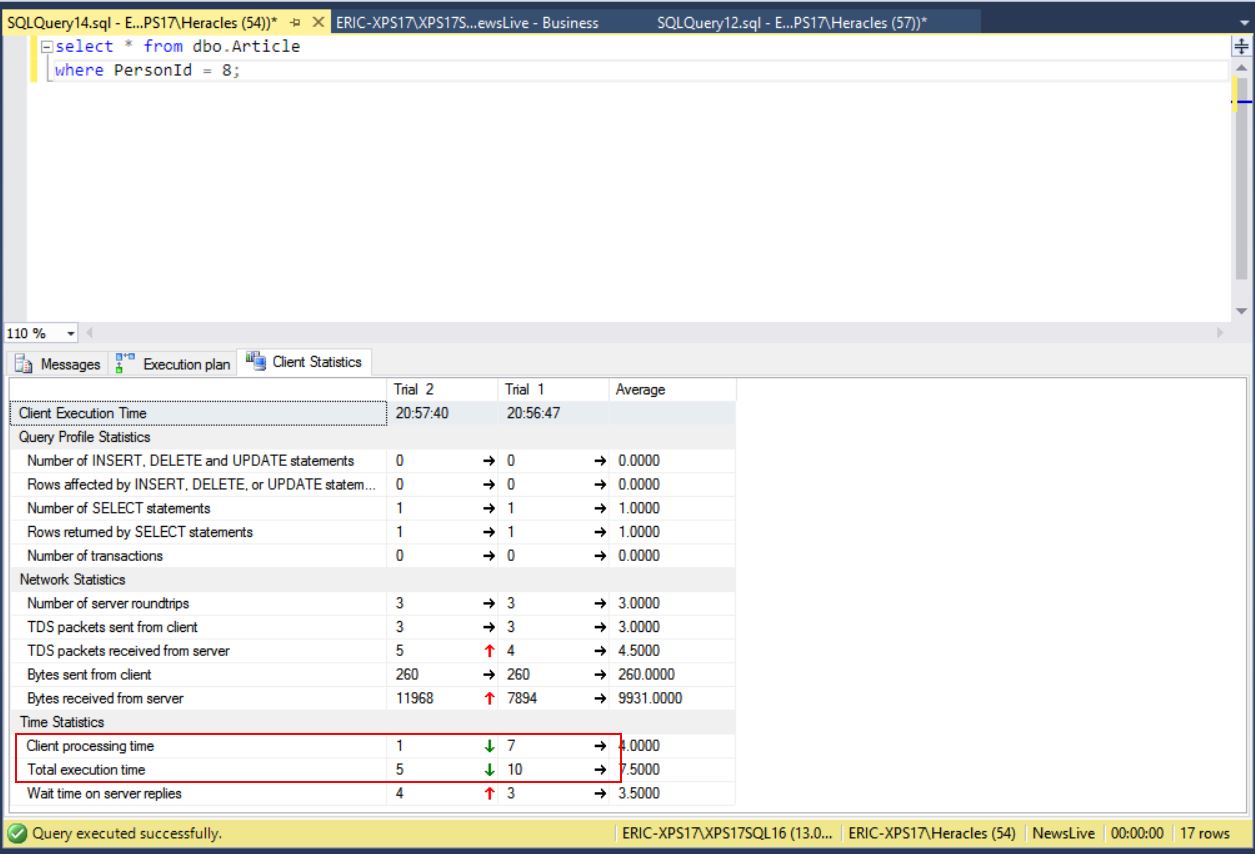 SQLQuery14.sql - E...PS17\Heracles (54))* ERIC-XPS17\XPS17S...ewsLive - Business SQLQuery12.sql - E...PS17\Heracles (57))*
select * from dbo.Article
where PersonId = 8;
110 %
Messages Execution plan Client Statistics
Trial 2 Trial 1 Average
Client Execution Time 20:57:40 20:56:47
Query Profile Statistics
Number of INSERT, DELETE and UPDATE statements 0 → 0 → 0.0000
Rows affected by INSERT, DELETE, or UPDATE statem... 0 → 0 → 0.0000
Number of SELECT statements 1 → 1 → 1.0000
Rows returned by SELECT statements 1 → 1 → 1.0000
Number of transactions 0 → 0 → 0.0000
Network Statistics
Number of server roundtrips 3 → 3 → 3.0000
TDS packets sent from client 3 → 3 → 3.0000
TDS packets received from server 5 ↑ 4 → 4.5000
Bytes sent from client 260 → 260 → 260.0000
Bytes received from server 11968 ↑ 7894 → 9931.0000
Time Statistics
Client processing time 1 ↓ 7 → 4.0000
Total execution time 5 ↓ 10 → 7.5000
Wait time on server replies 4 ↑ 3 → 3.5000
Query executed successfully. ERIC-XPS17\XPS17SQL16 (13.0... ERIC-XPS17\Heracles (54) NewsLive 00:00:00 17 rows